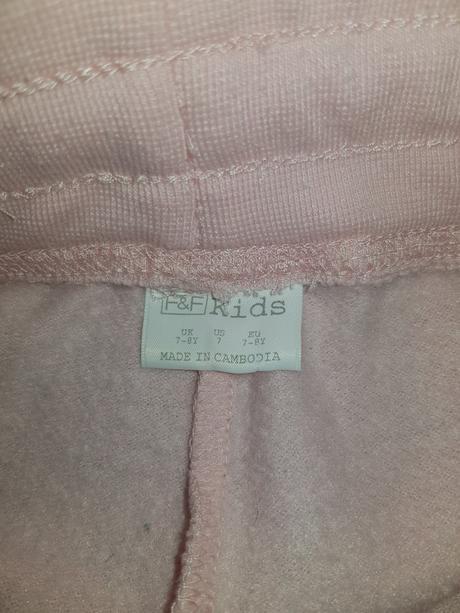 F&F Kids
UK US EU
7-8Y 7 7-8Y
MADE IN CAMBODIA